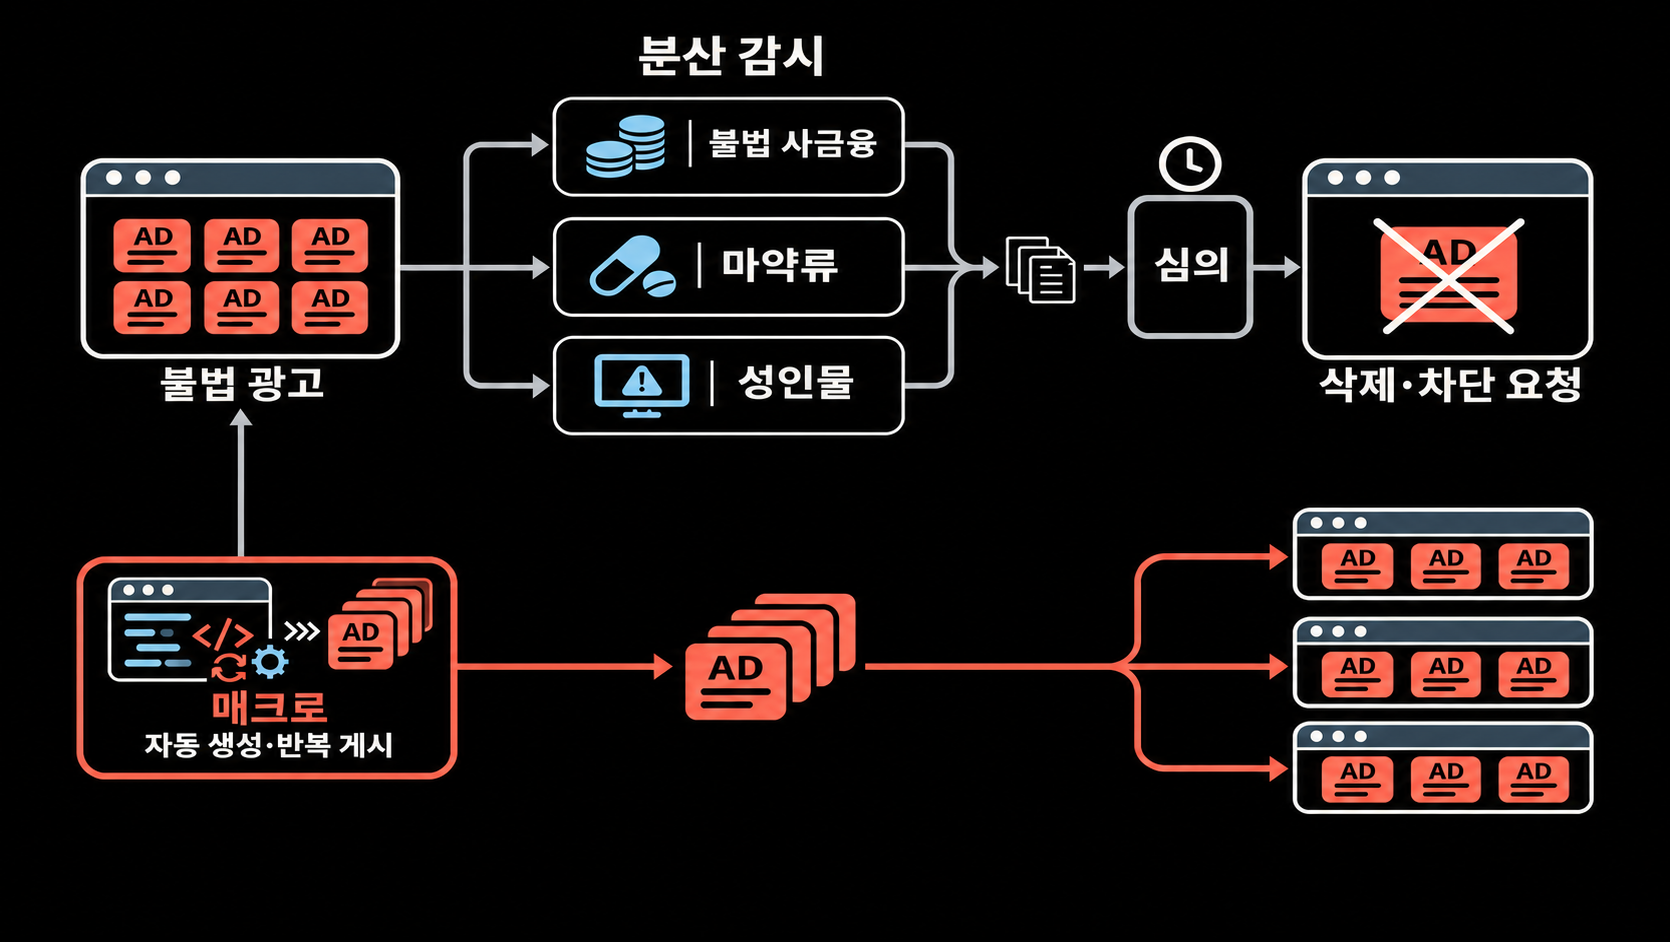 분산 감시
불법 사금융
마약류
성인물
AD AD AD
AD AD AD
불법 광고
심의
AD
삭제·차단 요청
</>
AD
매크로
자동 생성·반복 게시
AD
AD AD AD
AD AD AD
AD AD AD